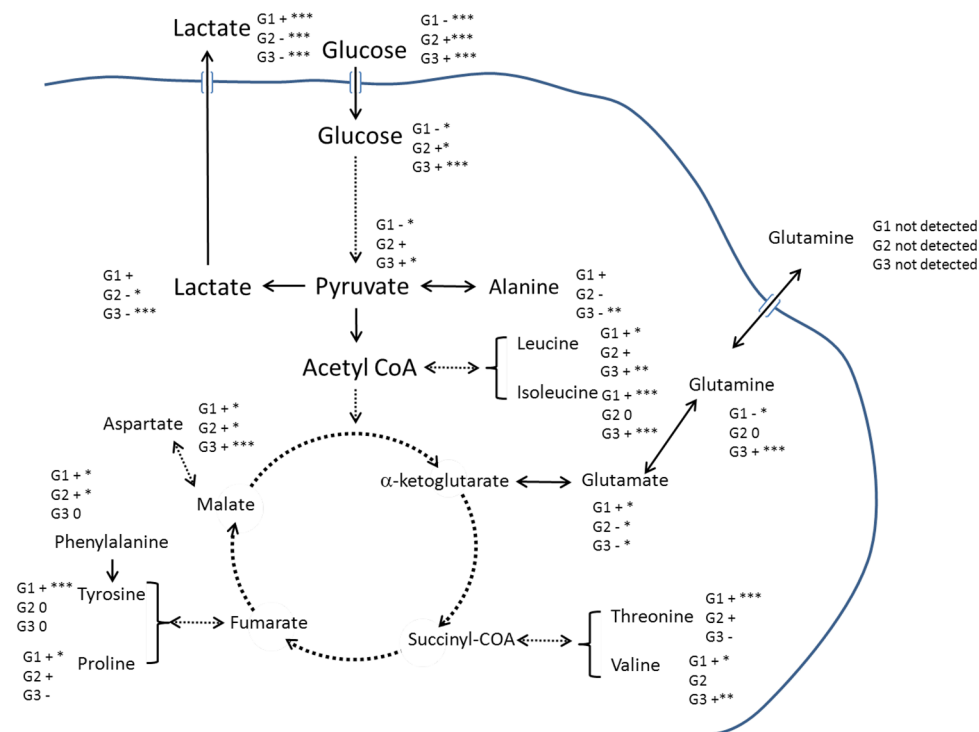 Lactate
G1 + ***
G2 - ***
G3 - ***
Glucose
G1 - ***
G2 +***
G3 + ***
Glucose
G1 - *
G2 +*
G3 + ***
Glutamine
G1 not detected
G2 not detected
G3 not detected
G1 - *
G2 +
G3 + *
G1 +
G2 - *
G3 - ***
Lactate
Pyruvate
Alanine
G1 +
G2 -
G3 - **
Acetyl CoA
Leucine
G1 + *
G2 +
G3 + **
Isoleucine
G1 + ***
G2 0
G3 + ***
Glutamine
G1 - *
G2 0
G3 + ***
Aspartate
G1 + *
G2 + *
G3 + ***
Malate
α-ketoglutarate
Glutamate
G1 + *
G2 - *
G3 - *
G1 + *
G2 + *
G3 0
Phenylalanine
G1 + ***
G2 0
G3 0
Tyrosine
G1 + *
G2 +
G3 -
Proline
Fumarate
Succinyl-COA
Threonine
G1 + ***
G2 +
G3 -
Valine
G1 + *
G2
G3 +**